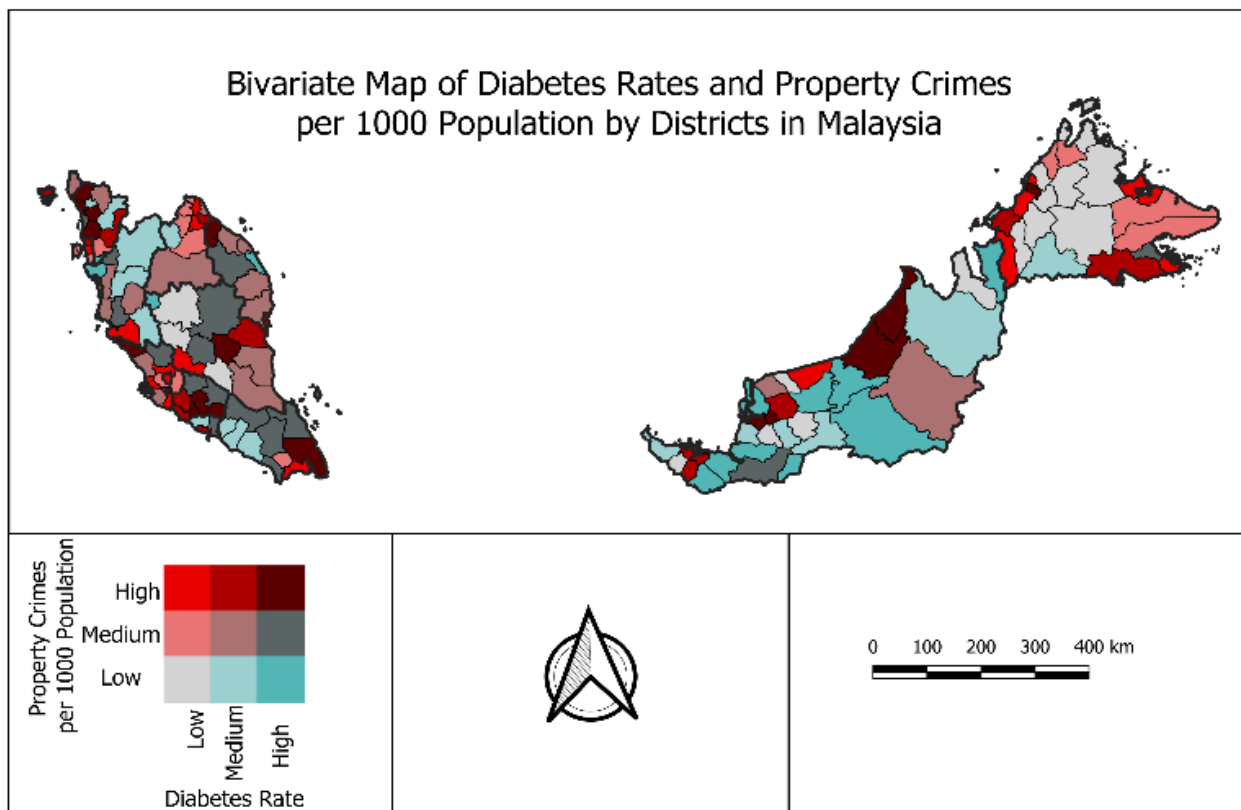 Bivariate Map of Diabetes Rates and Property Crimes
per 1000 Population by Districts in Malaysia
Property Crimes
per 1000 Population
High
Medium
Low
Low
Medium
High
Diabetes Rate
0 100 200 300 400 km